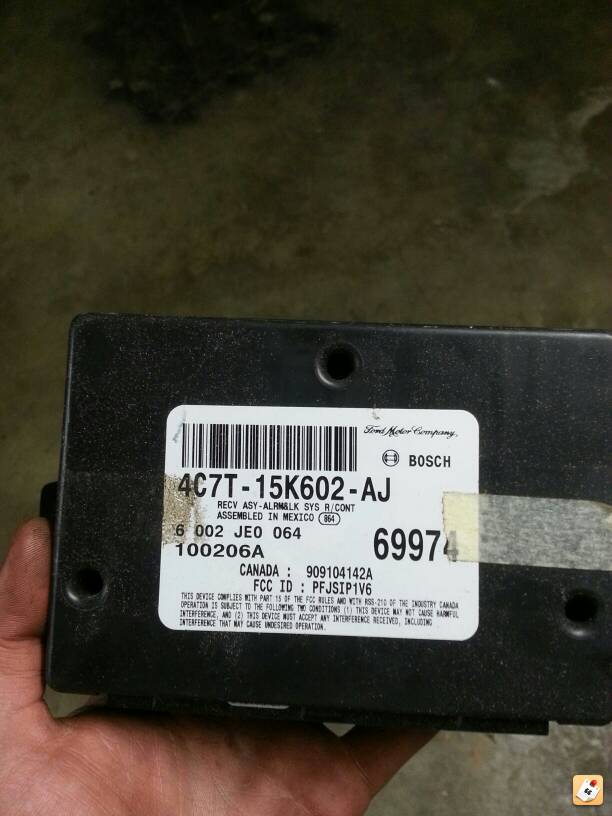 Ford Motor Company,
BOSCH
4C7T-15K602-AJ
RECV ASY-ALRM&LK SYS R/CONT
ASSEMBLED IN MEXICO 864
6 002 JE0 064
100206A
69974
CANADA : 909104142A
FCC ID : PFJSIP1V6
THIS DEVICE COMPLIES WITH PART 15 OF THE FCC RULES AND WITH RSS-210 OF THE INDUSTRY CANADA
OPERATION IS SUBJECT TO THE FOLLOWING TWO CONDITIONS (1) THIS DEVICE MAY NOT CAUSE HARMFUL
INTERFERENCE, AND (2) THIS DEVICE MUST ACCEPT ANY INTERFERENCE RECEIVED, INCLUDING
INTERFERENCE THAT MAY CAUSE UNDESIRED OPERATION.